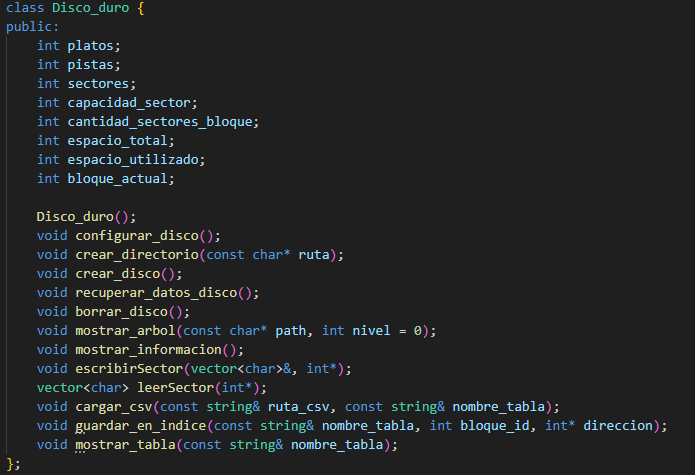 class Disco_duro {
public:
    int platos;
    int pistas;
    int sectores;
    int capacidad_sector;
    int cantidad_sectores_bloque;
    int espacio_total;
    int espacio_utilizado;
    int bloque_actual;

    Disco_duro();
    void configurar_disco();
    void crear_directorio(const char* ruta);
    void crear_disco();
    void recuperar_datos_disco();
    void borrar_disco();
    void mostrar_arbol(const char* path, int nivel = 0);
    void mostrar_informacion();
    void escribirSector(vector<char>&, int*);
    vector<char> leerSector(int*);
    void cargar_csv(const string& ruta_csv, const string& nombre_tabla);
    void guardar_en_indice(const string& nombre_tabla, int bloque_id, int* direccion);
    void mostrar_tabla(const string& nombre_tabla);
};